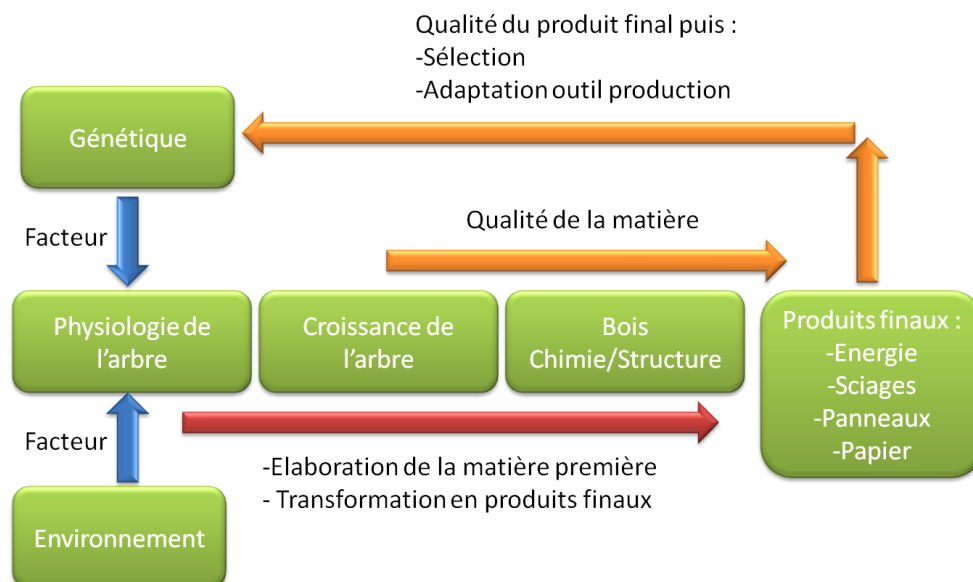 Qualité du produit final puis :
-Sélection
-Adaptation outil production
Génétique
Facteur
Qualité de la matière
Physiologie de
l'arbre
Croissance de
l'arbre
Bois
Chimie/Structure
Produits finaux :
-Energie
-Sciages
-Panneaux
-Papier
Facteur
-Elaboration de la matière première
- Transformation en produits finaux
Environnement